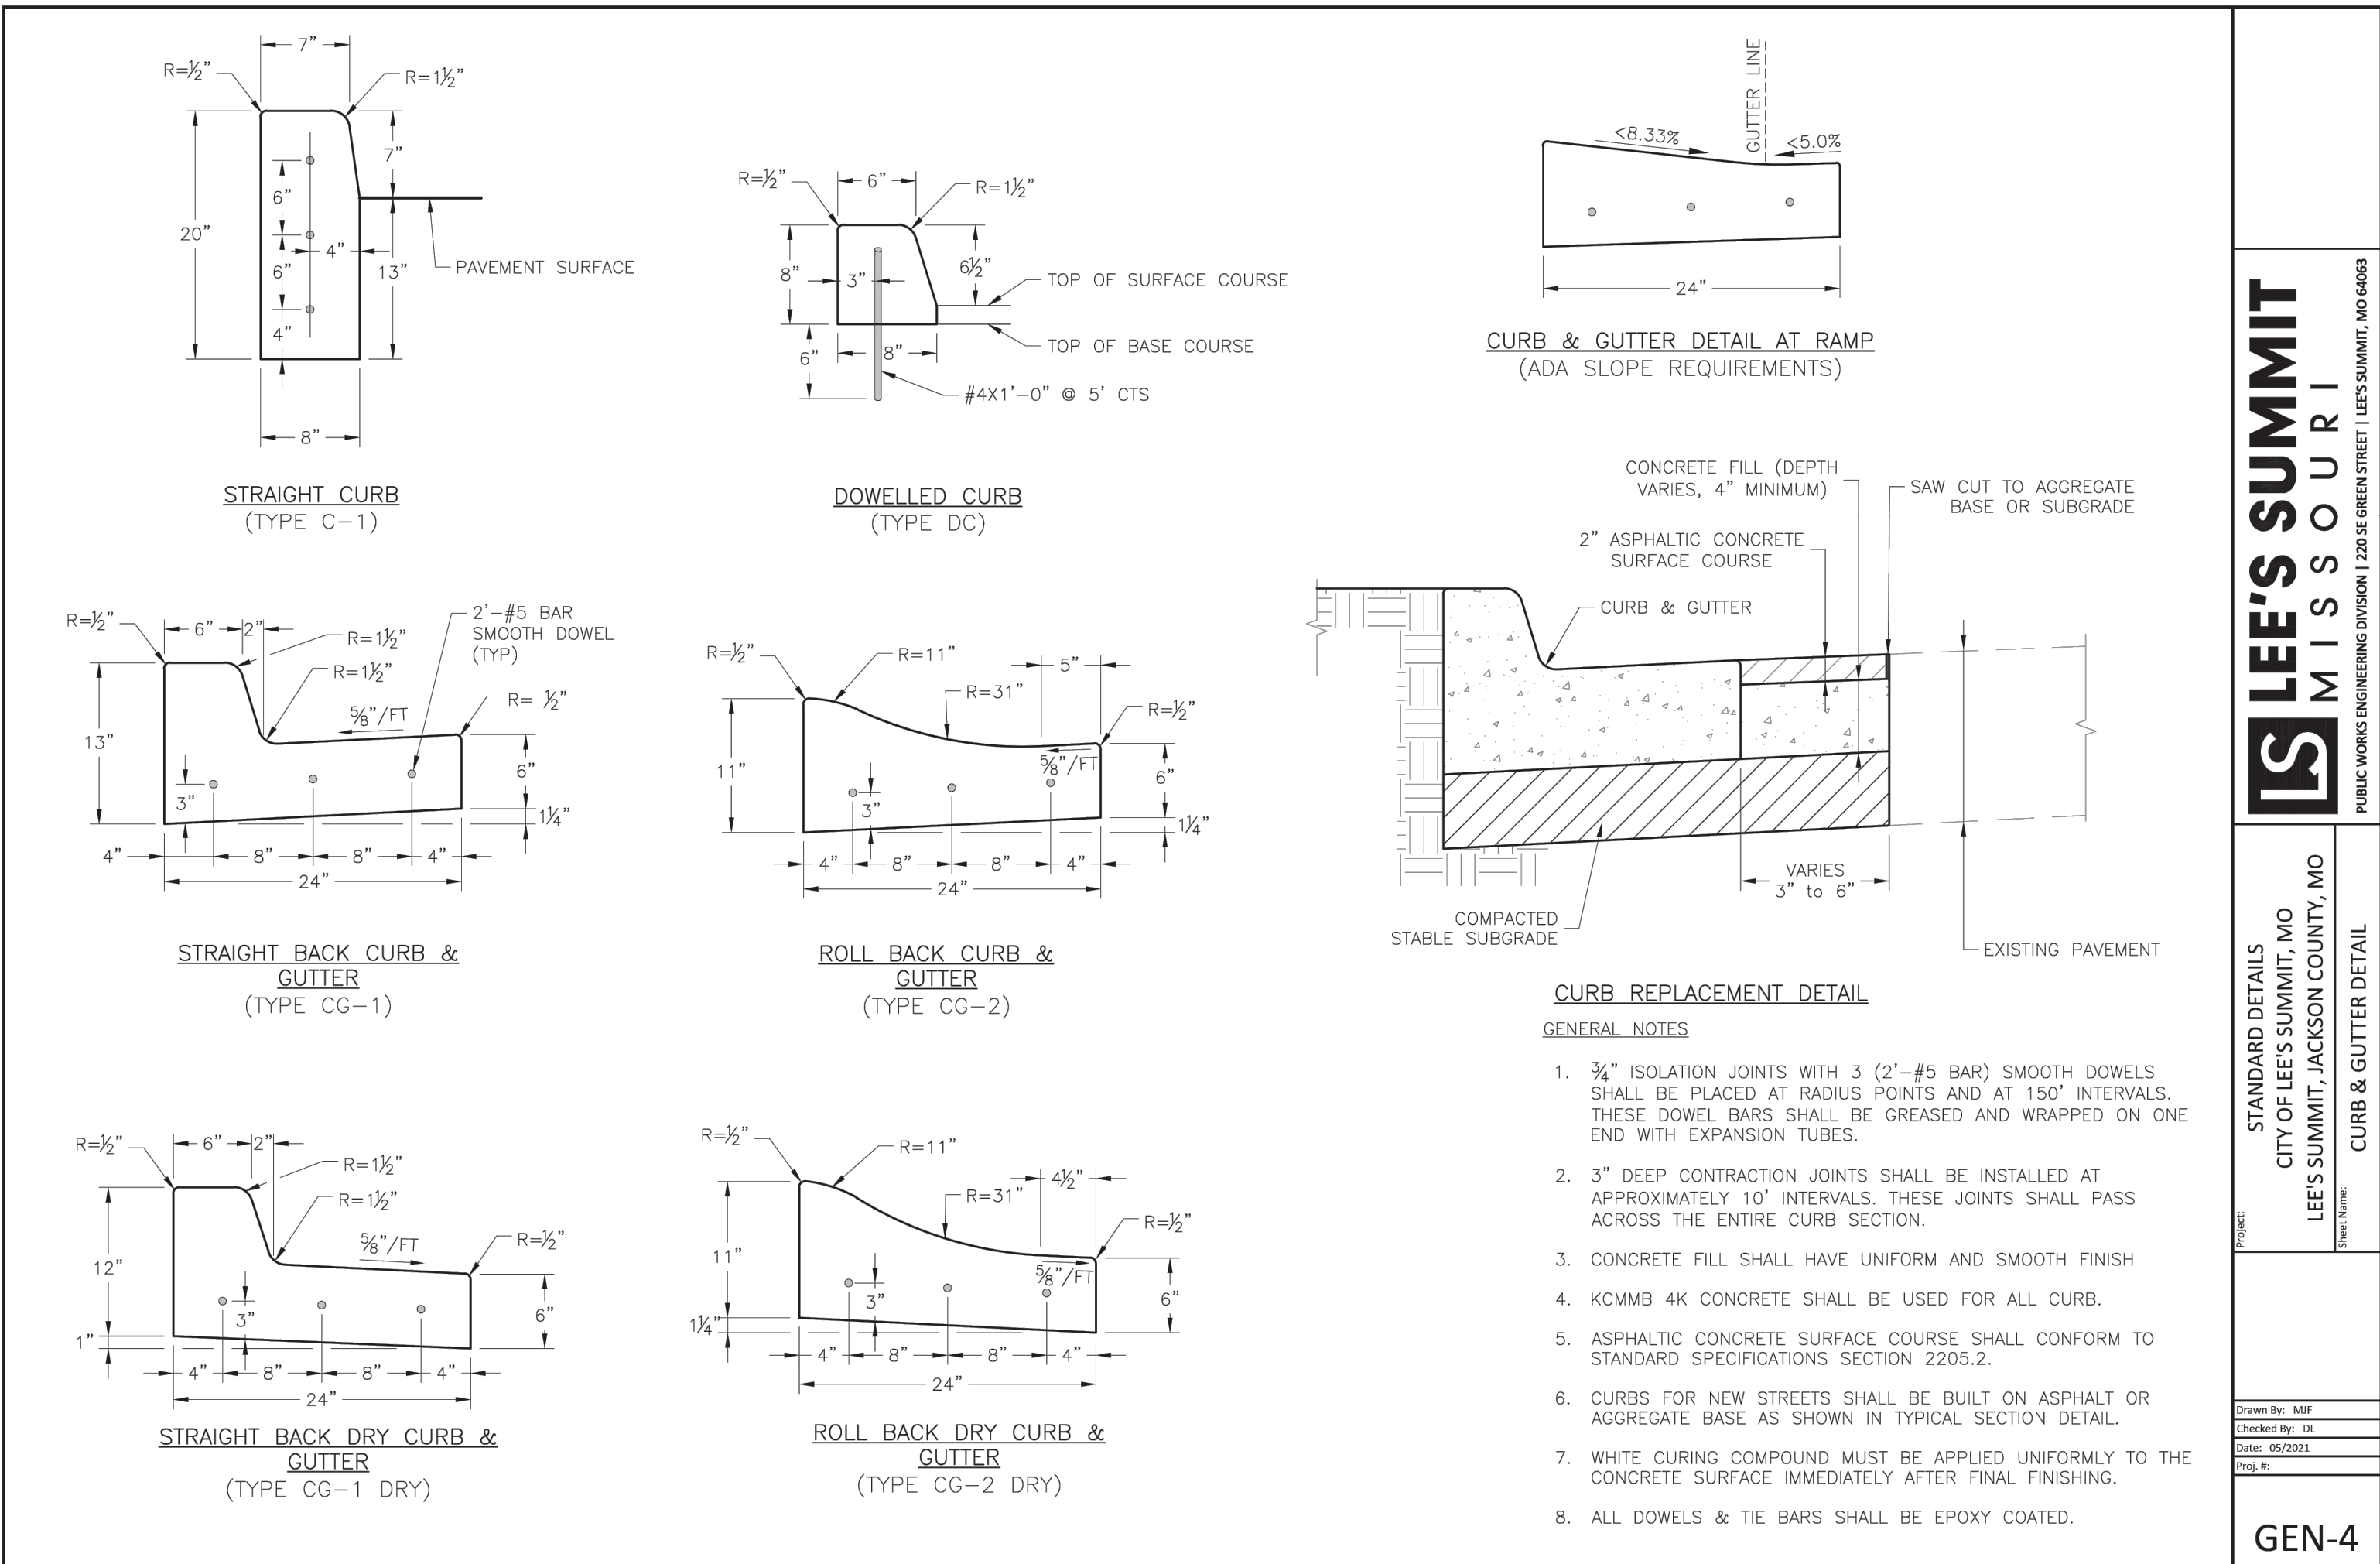 7”
R=½”
R=1½”
7”
6”
20”
4”
6”
13”
PAVEMENT SURFACE
4”
8”
STRAIGHT CURB
(TYPE C-1)
R=½”
6”
R=1½”
8”
3”
6½”
TOP OF SURFACE COURSE
6”
8”
TOP OF BASE COURSE
#4X1’-0” @ 5’ CTS
DOWELLED CURB
(TYPE DC)
GUTTER LINE
<8.33%
<5.0%
24”
CURB & GUTTER DETAIL AT RAMP
(ADA SLOPE REQUIREMENTS)
R=½”
6”
2”
R=1½”
R=1½”
2’-#5 BAR
SMOOTH DOWEL
(TYP)
R= ½”
⅝”/FT
13”
3”
6”
1¼”
4”
8”
8”
4”
24”
STRAIGHT BACK CURB &
GUTTER
(TYPE CG-1)
R=½”
R=11”
5”
R=31”
R=½”
11”
⅝”/FT
3”
6”
1¼”
4”
8”
8”
4”
24”
ROLL BACK CURB &
GUTTER
(TYPE CG-2)
CONCRETE FILL (DEPTH
VARIES, 4” MINIMUM)
SAW CUT TO AGGREGATE
BASE OR SUBGRADE
2” ASPHALTIC CONCRETE
SURFACE COURSE
CURB & GUTTER
VARIES
3” to 6”
COMPACTED
STABLE SUBGRADE
EXISTING PAVEMENT
CURB REPLACEMENT DETAIL
R=½”
6”
2”
R=1½”
R=1½”
⅝”/FT
R=½”
12”
3”
6”
1”
4”
8”
8”
4”
24”
STRAIGHT BACK DRY CURB &
GUTTER
(TYPE CG-1 DRY)
R=½”
R=11”
4½”
R=31”
R=½”
11”
⅝”/FT
3”
6”
1¼”
4”
8”
8”
4”
24”
ROLL BACK DRY CURB &
GUTTER
(TYPE CG-2 DRY)
GENERAL NOTES
1. ¾” ISOLATION JOINTS WITH 3 (2’-#5 BAR) SMOOTH DOWELS
SHALL BE PLACED AT RADIUS POINTS AND AT 150’ INTERVALS.
THESE DOWEL BARS SHALL BE GREASED AND WRAPPED ON ONE
END WITH EXPANSION TUBES.
2. 3” DEEP CONTRACTION JOINTS SHALL BE INSTALLED AT
APPROXIMATELY 10’ INTERVALS. THESE JOINTS SHALL PASS
ACROSS THE ENTIRE CURB SECTION.
3. CONCRETE FILL SHALL HAVE UNIFORM AND SMOOTH FINISH
4. KCMMB 4K CONCRETE SHALL BE USED FOR ALL CURB.
5. ASPHALTIC CONCRETE SURFACE COURSE SHALL CONFORM TO
STANDARD SPECIFICATIONS SECTION 2205.2.
6. CURBS FOR NEW STREETS SHALL BE BUILT ON ASPHALT OR
AGGREGATE BASE AS SHOWN IN TYPICAL SECTION DETAIL.
7. WHITE CURING COMPOUND MUST BE APPLIED UNIFORMLY TO THE
CONCRETE SURFACE IMMEDIATELY AFTER FINAL FINISHING.
8. ALL DOWELS & TIE BARS SHALL BE EPOXY COATED.
LS LEE'S SUMMIT
MISSOURI
PUBLIC WORKS ENGINEERING DIVISION | 220 SE GREEN STREET | LEE'S SUMMIT, MO 64063
Project:
STANDARD DETAILS
CITY OF LEE'S SUMMIT, MO
LEE'S SUMMIT, JACKSON COUNTY, MO
Sheet Name:
CURB & GUTTER DETAIL
Drawn By: MJF
Checked By: DL
Date: 05/2021
Proj. #:
GEN-4